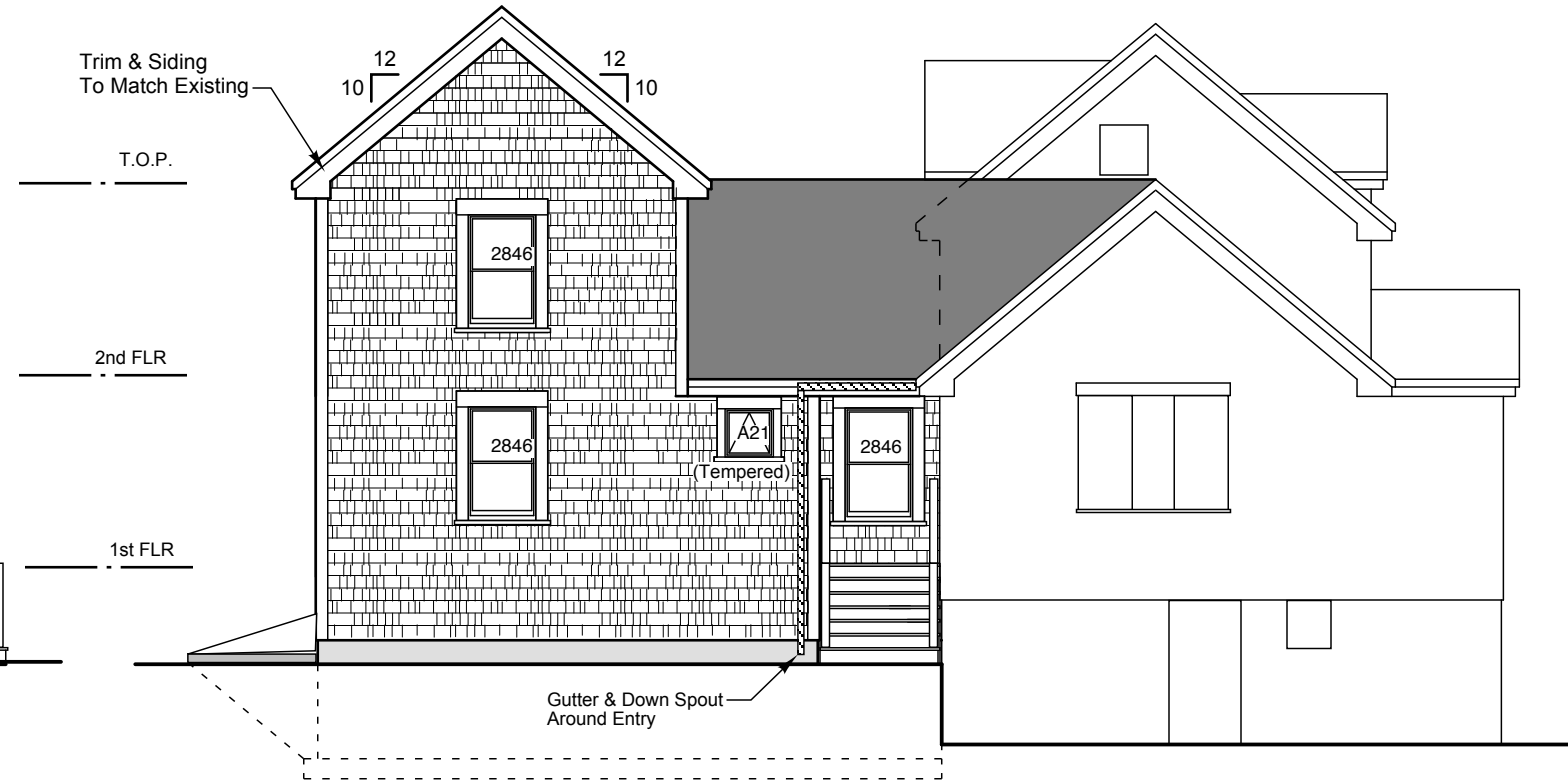 Trim & Siding
To Match Existing
12
10
12
10
T.O.P.
2846
2nd FLR
2846
A21
(Tempered)
2846
1st FLR
Gutter & Down Spout
Around Entry